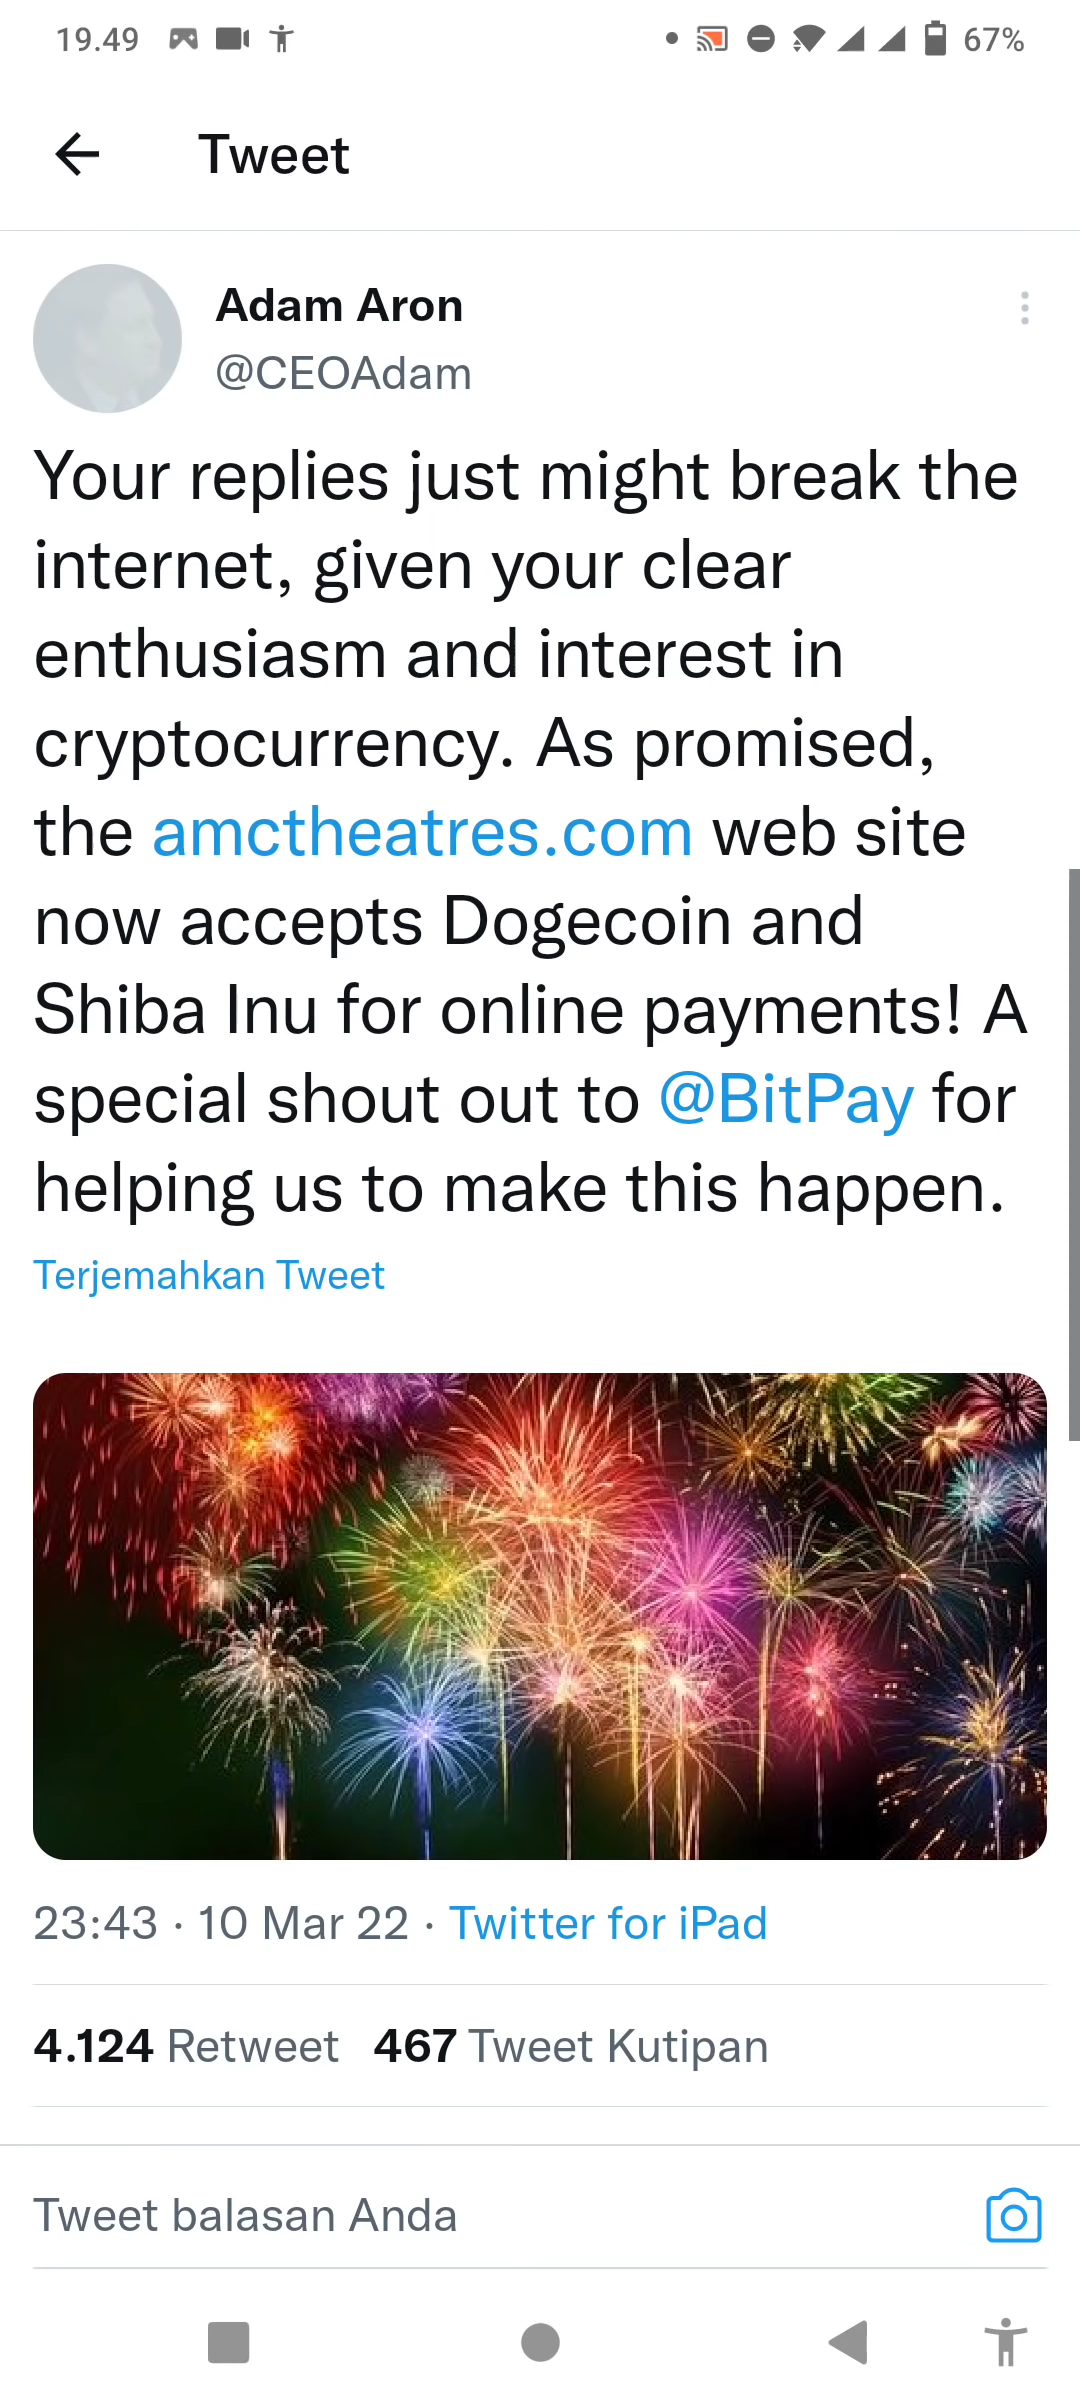 19.49 67%
Tweet
Adam Aron
@CEOAdam
Your replies just might break the
internet, given your clear
enthusiasm and interest in
cryptocurrency. As promised,
the amctheatres.com web site
now accepts Dogecoin and
Shiba Inu for online payments! A
special shout out to @BitPay for
helping us to make this happen.
Terjemahkan Tweet
23:43 · 10 Mar 22 · Twitter for iPad
4.124 Retweet 467 Tweet Kutipan
Tweet balasan Anda